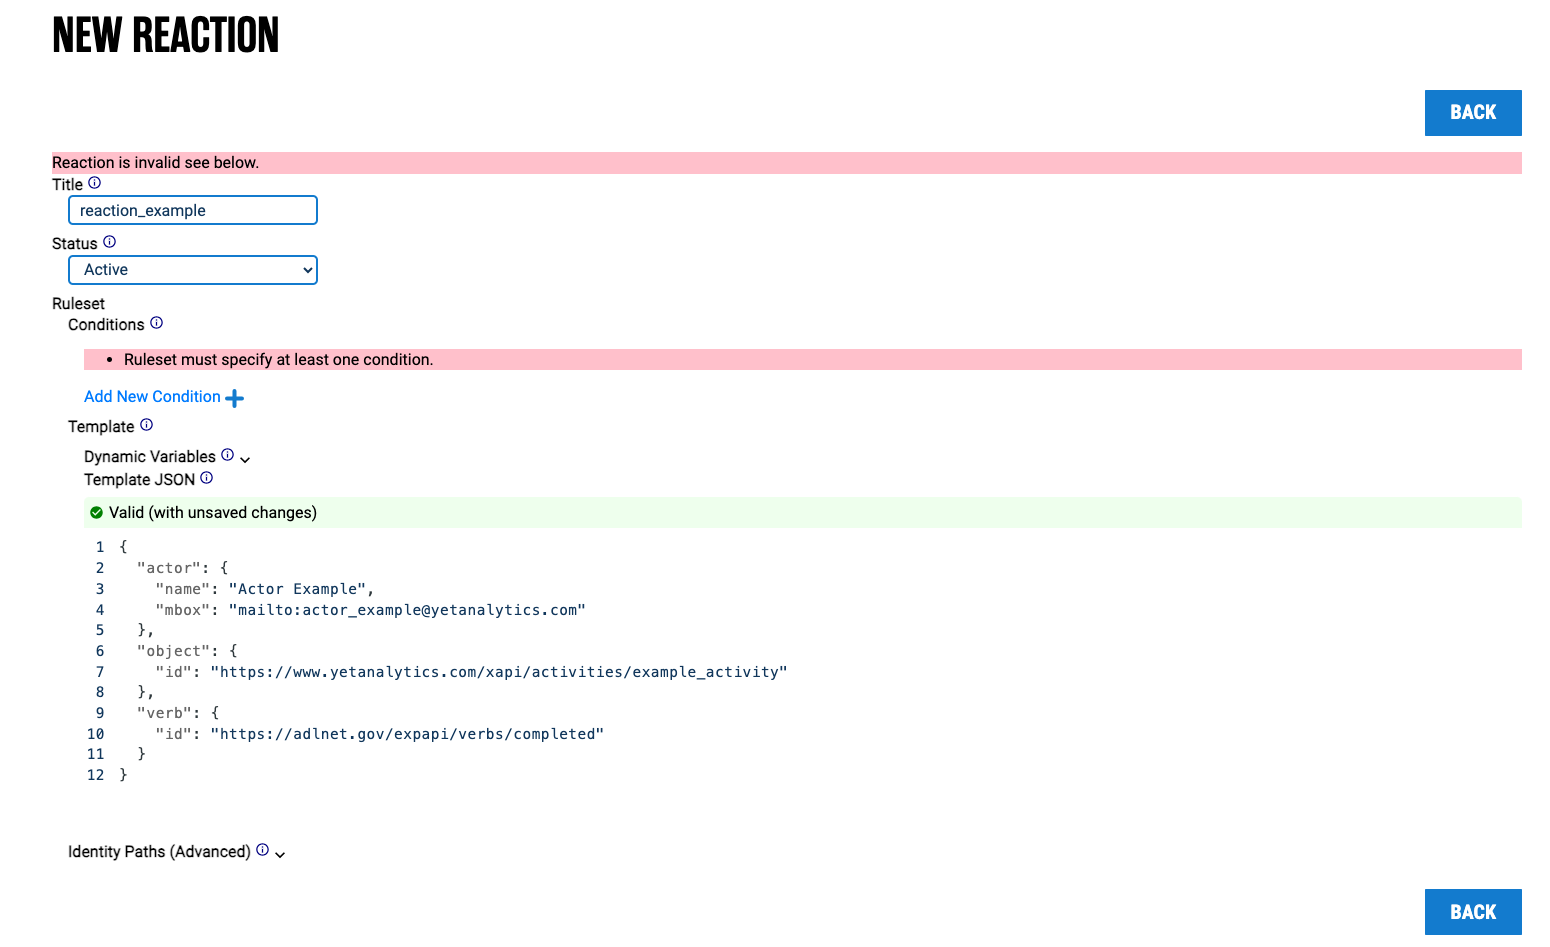 NEW REACTION
BACK
Reaction is invalid see below.
Title
reaction_example
Status
Active
Ruleset
Conditions
• Ruleset must specify at least one condition.
Add New Condition
Template
Dynamic Variables
Template JSON
Valid (with unsaved changes)
1 {
2   "actor": {
3     "name": "Actor Example",
4     "mbox": "mailto:actor_example@yetanalytics.com"
5   },
6   "object": {
7     "id": "https://www.yetanalytics.com/xapi/activities/example_activity"
8   },
9   "verb": {
10     "id": "https://adlnet.gov/expapi/verbs/completed"
11   }
12 }
Identity Paths (Advanced)
BACK